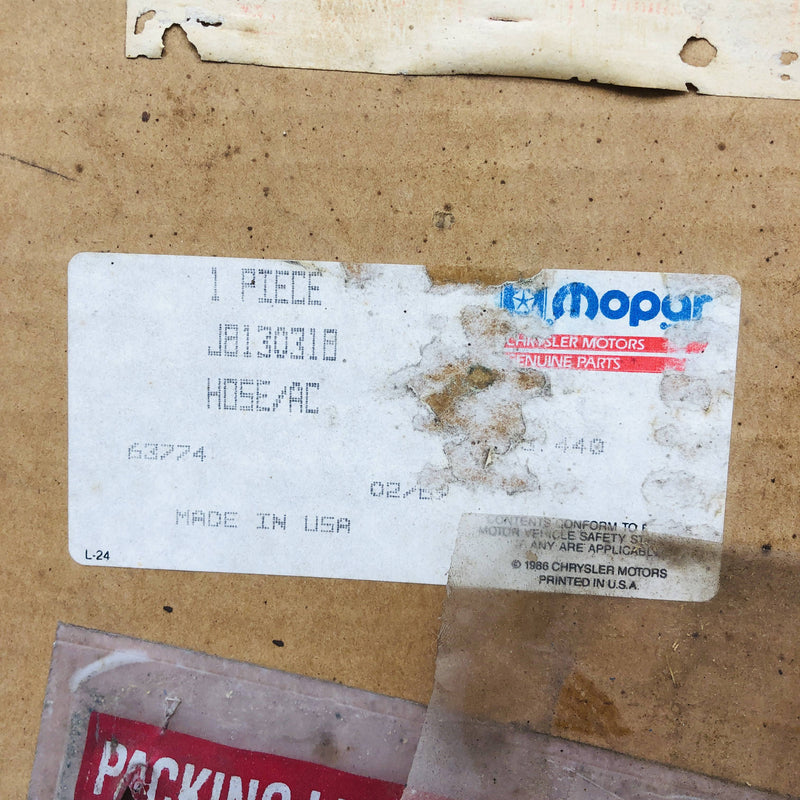 1 PIECE
J8130318
HOSE/AC
63774
.440
02/
MADE IN USA
L-24
Mopar
CHRYSLER MOTORS
GENUINE PARTS
CONTENTS CONFORM TO
MOTOR VEHICLE SAFETY
ANY ARE APPLICABLE
© 1986 CHRYSLER MOTORS
PRINTED IN U.S.A.
PACKING